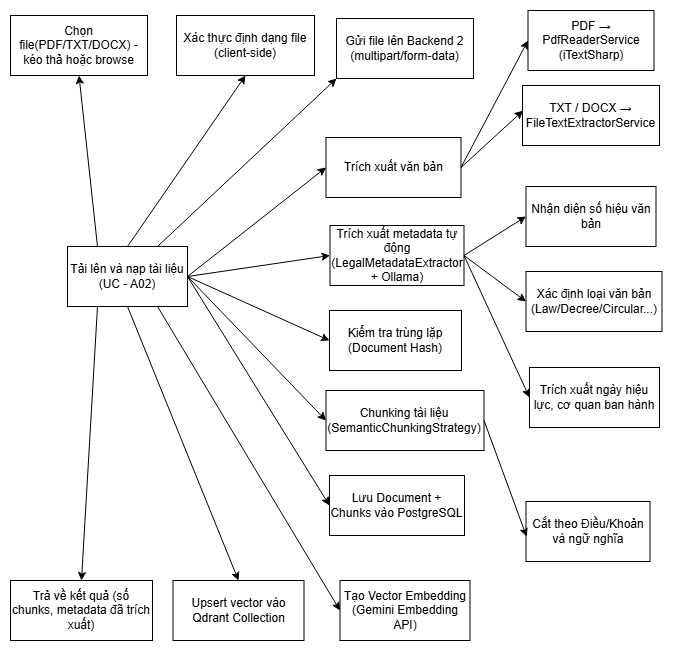 Chọn
file(PDF/TXT/DOCX) -
kéo thả hoặc browse
Xác thực định dạng file
(client-side)
Gửi file lên Backend 2
(multipart/form-data)
PDF →
PdfReaderService
(iTextSharp)
TXT / DOCX →
FileTextExtractorService
Trích xuất văn bản
Trích xuất metadata tự
động
(LegalMetadataExtractor
+ Ollama)
Nhận diện số hiệu văn
bản
Tải lên và nạp tài liệu
(UC - A02)
Xác định loại văn bản
(Law/Decree/Circular...)
Kiểm tra trùng lặp
(Document Hash)
Trích xuất ngày hiệu
lực, cơ quan ban hành
Chunking tài liệu
(SemanticChunkingStrategy)
Lưu Document +
Chunks vào PostgreSQL
Cắt theo Điều/Khoản
và ngữ nghĩa
Trả về kết quả (số
chunks, metadata đã trích
xuất)
Upsert vector vào
Qdrant Collection
Tạo Vector Embedding
(Gemini Embedding
API)